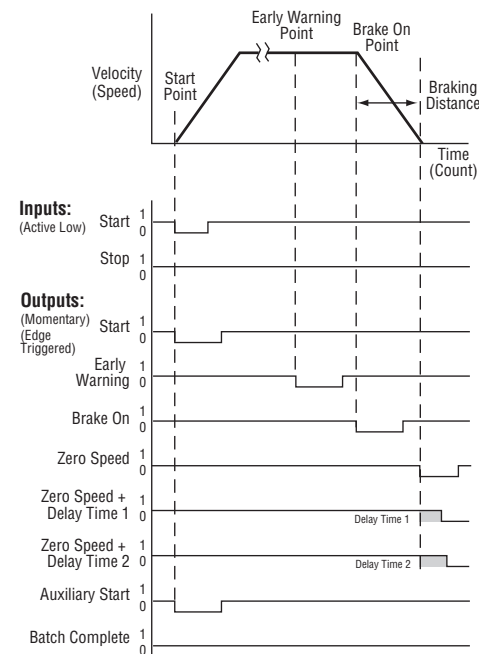 Early Warning
Point
Brake On
Point
Velocity
(Speed)
Start
Point
Braking
Distance
Time
(Count)
Inputs:
(Active Low)
Start 1
0
Stop 1
0
Outputs:
(Momentary)
(Edge
Triggered)
Start 1
0
Early
Warning 1
0
Brake On 1
0
Zero Speed 1
0
Zero Speed +
Delay Time 1 1
0
Delay Time 1
Zero Speed +
Delay Time 2 1
0
Delay Time 2
Auxiliary Start 1
0
Batch Complete 1
0